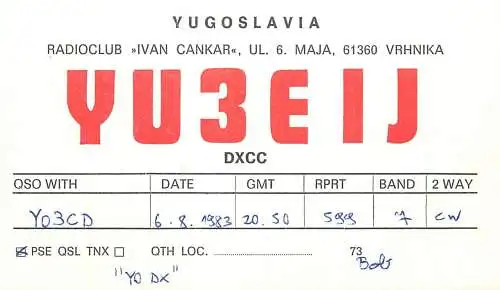 YUGOSLAVIA
RADIOCLUB »IVAN CANKAR«, UL. 6. MAJA, 61360 VRHNIKA
YU3EIJ
DXCC
QSO WITH DATE GMT RPRT BAND 2 WAY
YO3CD 6.8.1983 20.50 599 7 CW
☒ PSE QSL TNX ☐ QTH LOC. 73
"YO DX" Bob